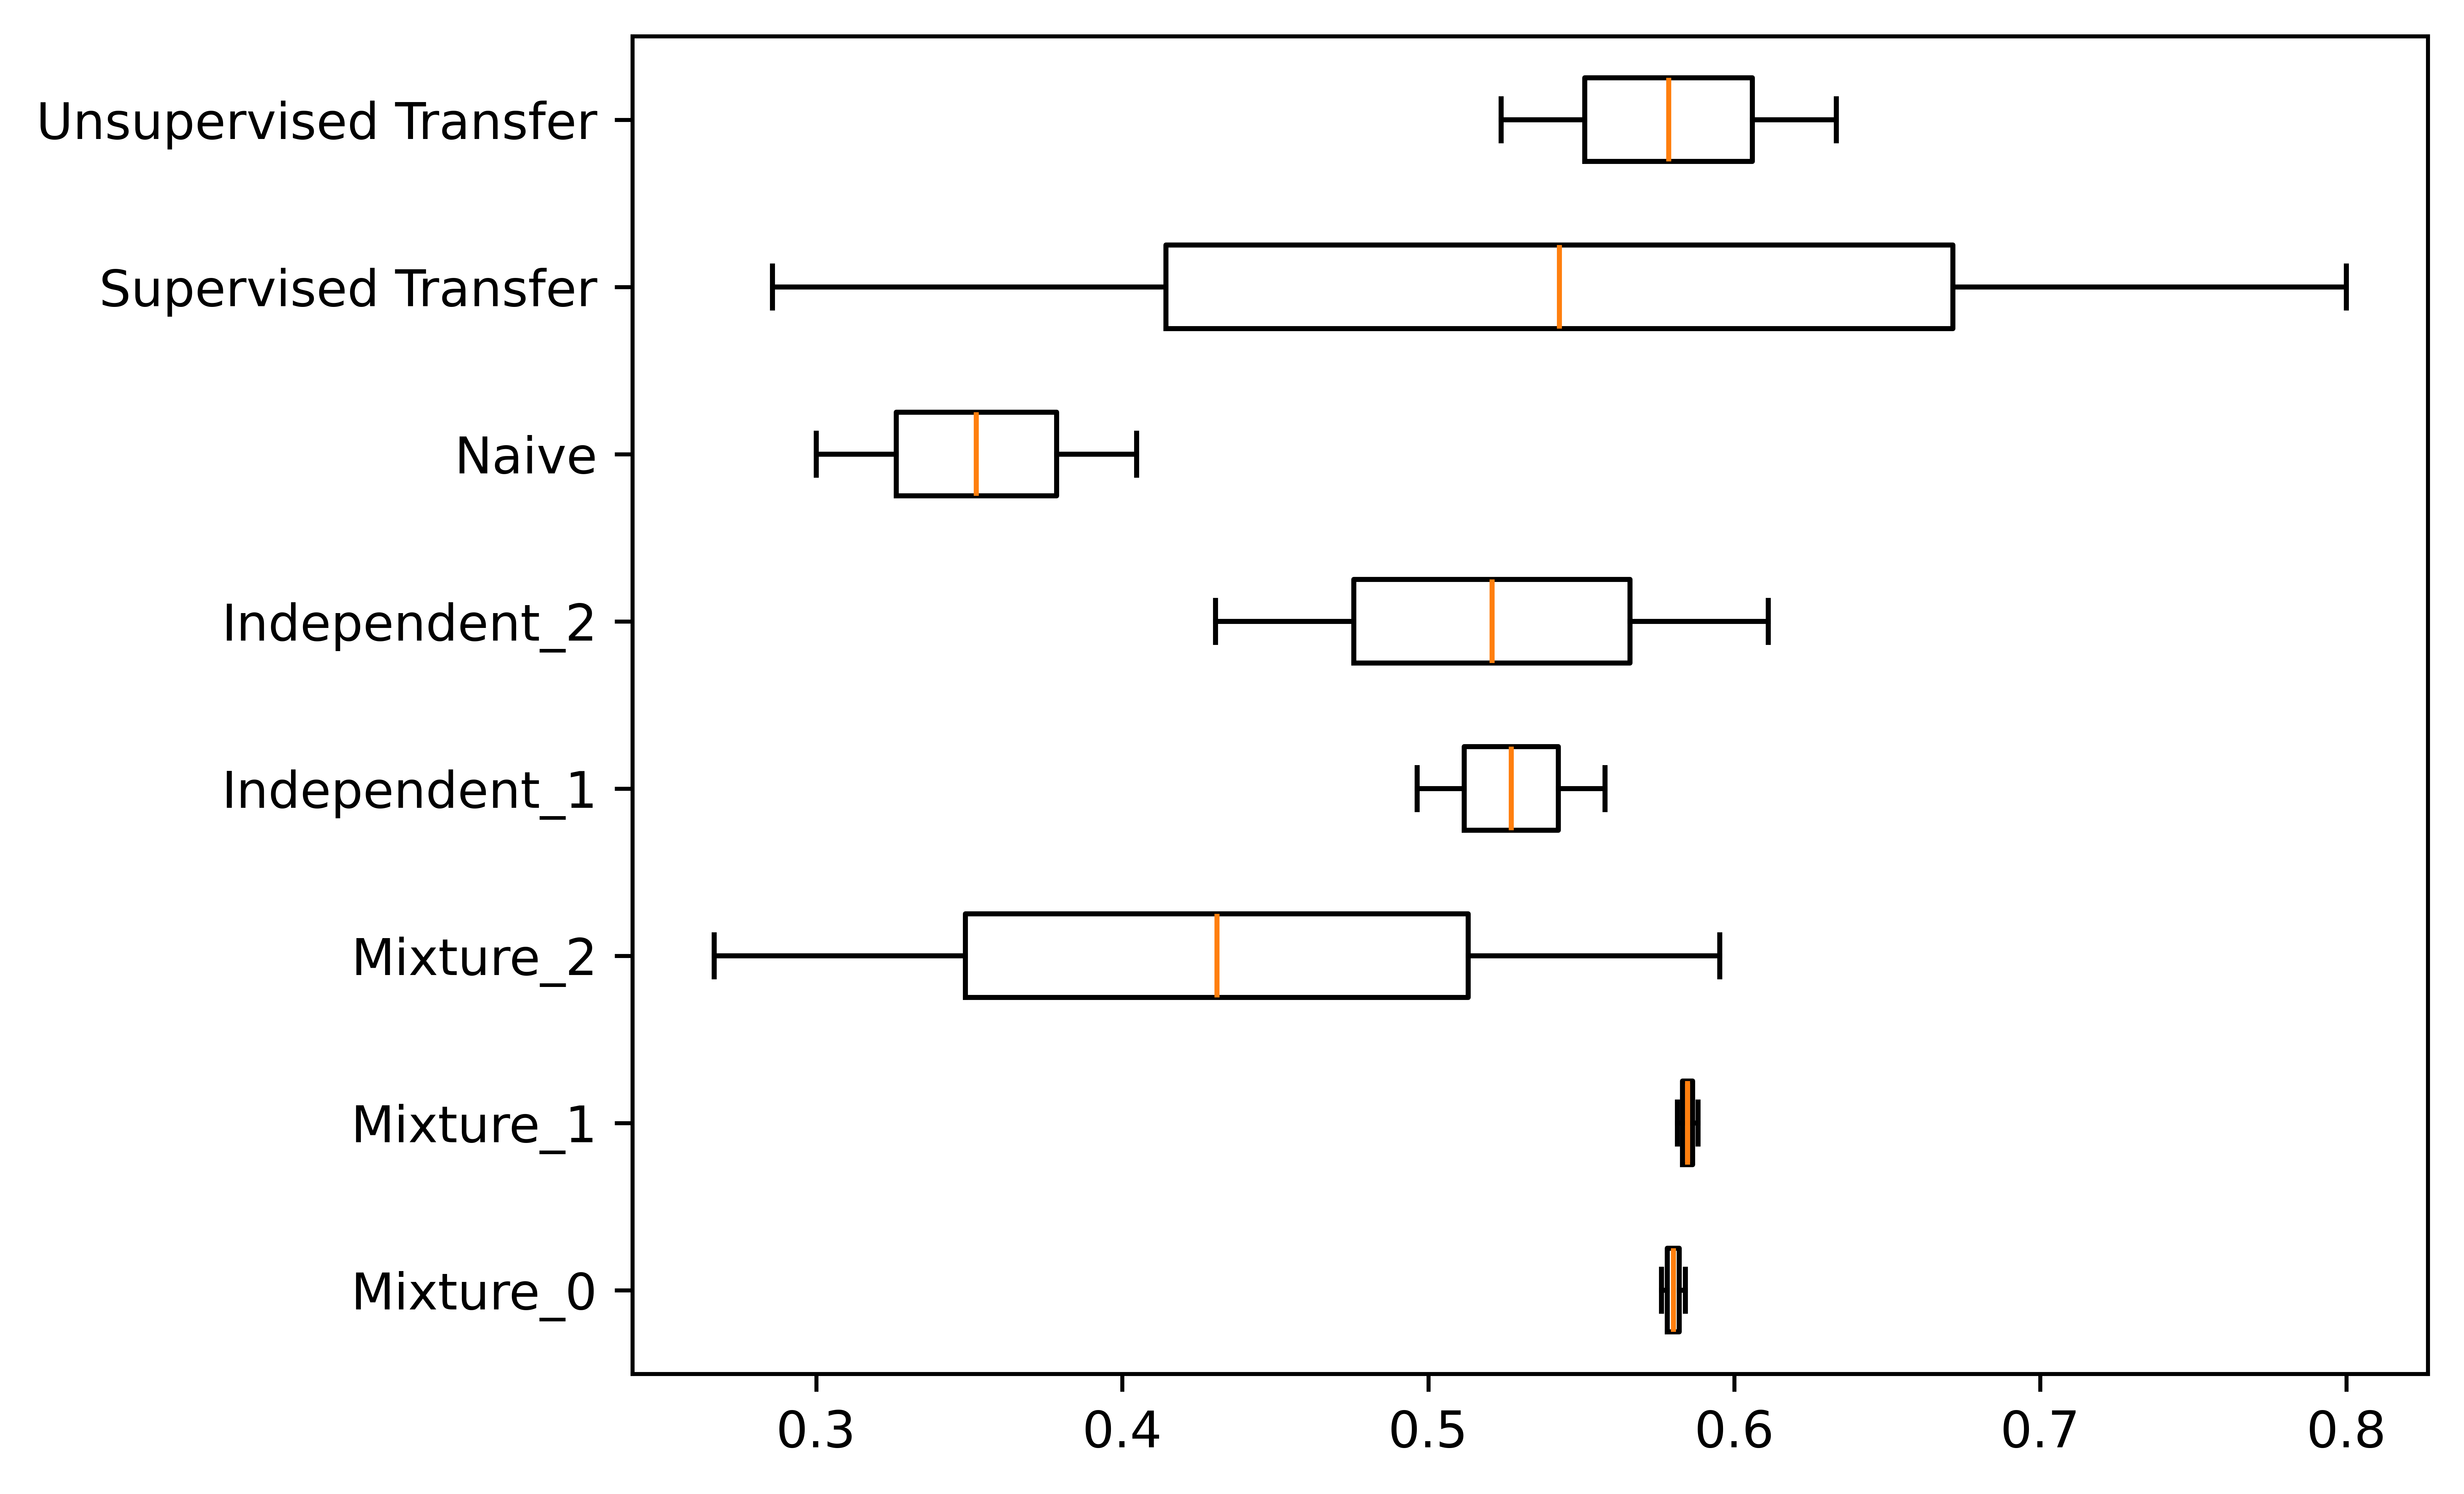 Unsupervised Transfer
Supervised Transfer
Naive
Independent_2
Independent_1
Mixture_2
Mixture_1
Mixture_0
0.3 0.4 0.5 0.6 0.7 0.8